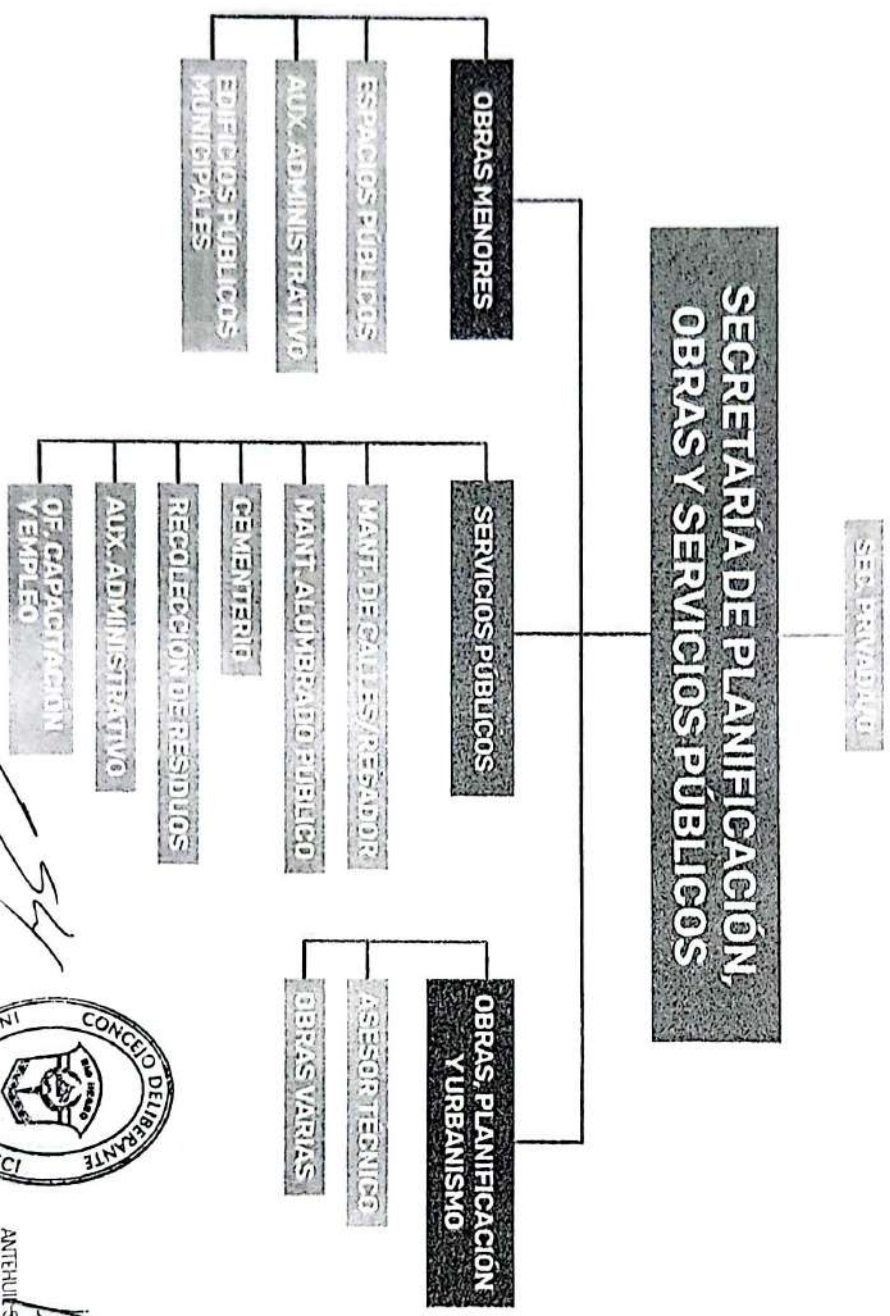 SEC. PRIVADA/O
SECRETARÍA DE PLANIFICACIÓN,
OBRAS Y SERVICIOS PÚBLICOS
OBRAS MENORES
ESPACIOS PÚBLICOS
AUX. ADMINISTRATIVO
EDIFICIOS PÚBLICOS
MUNICIPALES
SERVICIOS PÚBLICOS
MANT. DE CALLES/REGADOR
MANT. ALUMBRADO PÚBLICO
CEMENTERIO
RECOLECCIÓN DE RESIDUOS
AUX. ADMINISTRATIVO
OF. CAPACITACIÓN
Y EMPLEO
OBRAS, PLANIFICACIÓN
Y URBANISMO
ASESOR TÉCNICO
OBRAS VARIAS
CONCEJO DELIBERANTE